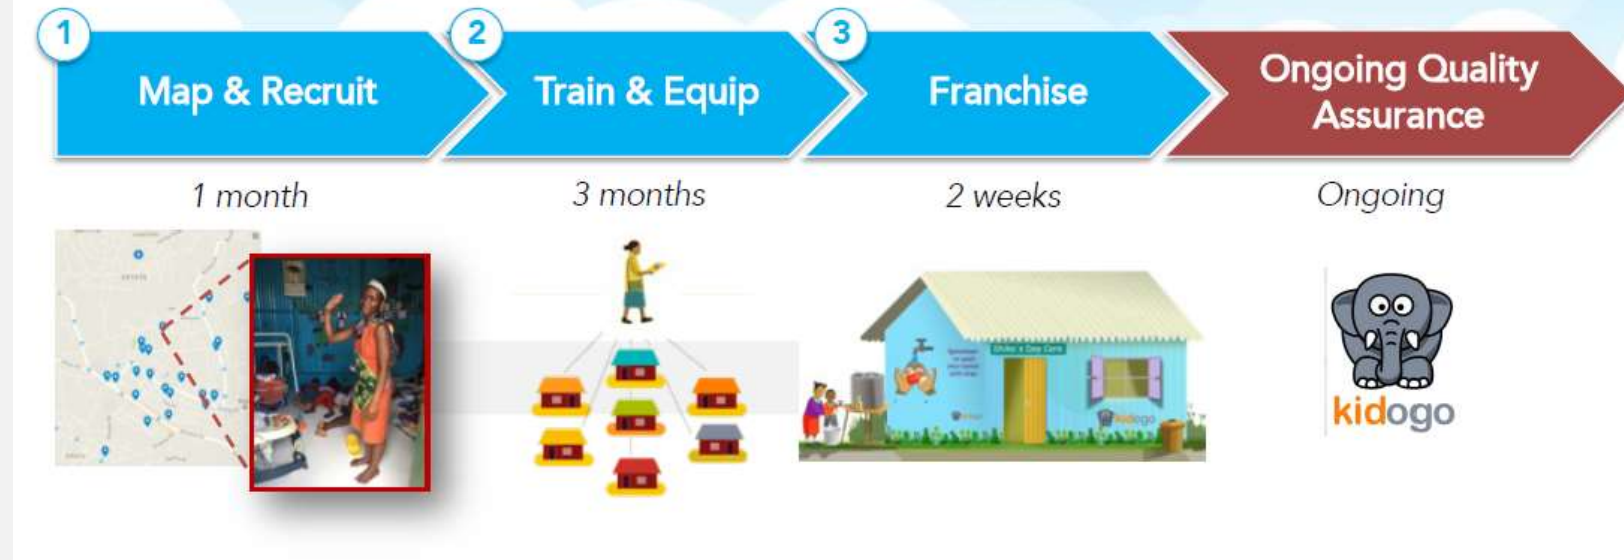 1
2
3
Map & Recruit
Train & Equip
Franchise
Ongoing Quality
Assurance
1 month
3 months
2 weeks
Ongoing
kidogo
kidogo